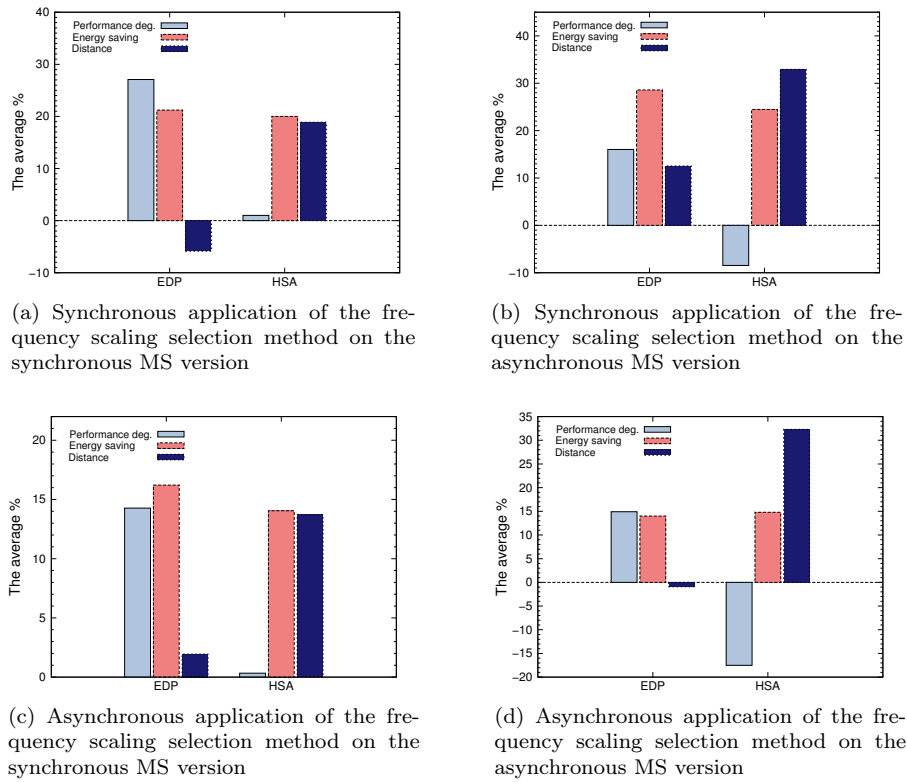 40
30
20
10
0
−10
The average %
Performance deg.
Energy saving
Distance
EDP
HSA
(a) Synchronous application of the fre-
quency scaling selection method on the
synchronous MS version
40
30
20
10
0
−10
The average %
Performance deg.
Energy saving
Distance
EDP
HSA
(b) Synchronous application of the fre-
quency scaling selection method on the
asynchronous MS version
20
15
10
5
0
The average %
Performance deg.
Energy saving
Distance
EDP
HSA
(c) Asynchronous application of the fre-
quency scaling selection method on the
synchronous MS version
35
30
25
20
15
10
5
0
−5
−10
−15
−20
The average %
Performance deg.
Energy saving
Distance
EDP
HSA
(d) Asynchronous application of the fre-
quency scaling selection method on the
asynchronous MS version